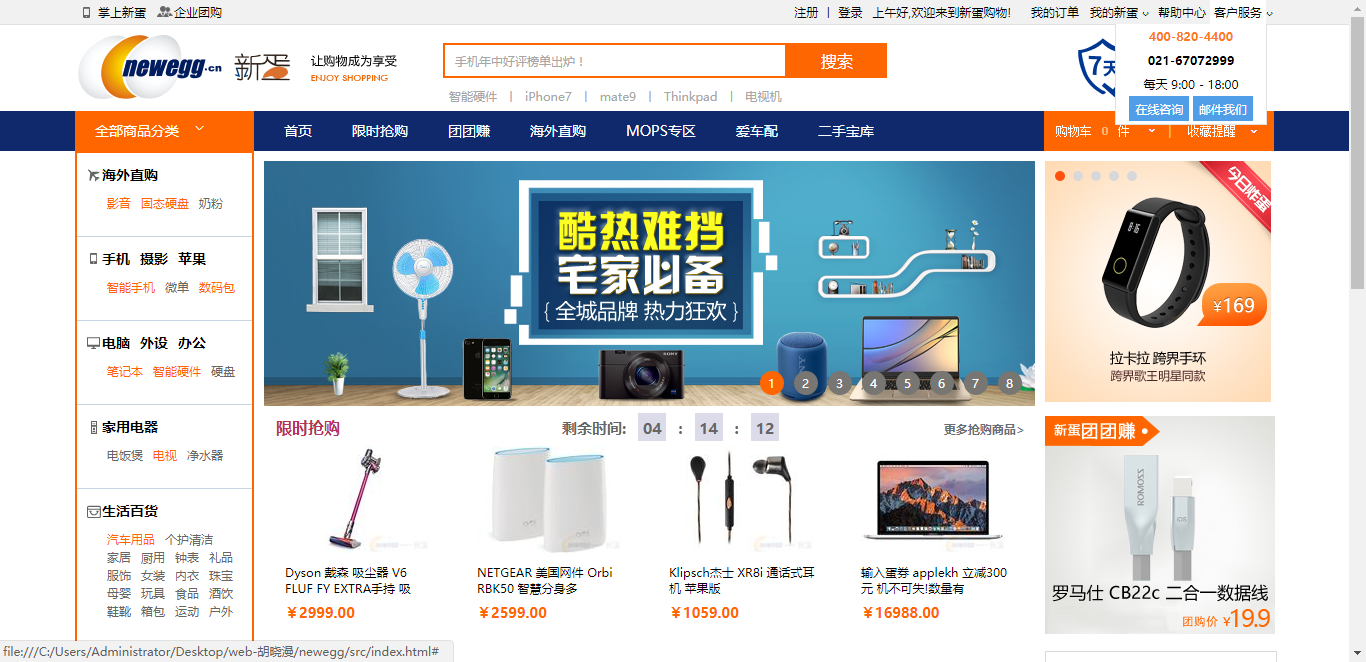 掌上新蛋 企业团购 注册 | 登录 上午好,欢迎来到新蛋购物! 我的订单 我的新蛋 帮助中心 客户服务
400-820-4400
021-67072999
每天 9:00 - 18:00
在线咨询 邮件我们
newegg.cn 新蛋 让购物成为享受
ENJOY SHOPPING
手机年中好评榜单出炉！ 搜索
7天
智能硬件 | iPhone7 | mate9 | Thinkpad | 电视机
全部商品分类 首页 限时抢购 团团赚 海外直购 MOPS专区 爱车配 二手宝库 购物车 0 件 | 收藏提醒
海外直购
影音 固态硬盘 奶粉
手机 摄影 苹果
智能手机 微单 数码包
电脑 外设 办公
笔记本 智能硬件 硬盘
家用电器
电饭煲 电视 净水器
生活百货
汽车用品 个护清洁
家居 厨用 钟表 礼品
服饰 女装 内衣 珠宝
母婴 玩具 食品 酒饮
鞋靴 箱包 运动 户外
酷热难挡
宅家必备
{ 全城品牌 热力狂欢 }
SONY
1 2 3 4 5 6 7 8
今日炸蛋
¥169
拉卡拉 跨界手环
跨界歌王明星同款
限时抢购 剩余时间: 04 : 14 : 12 更多抢购商品>
Dyson 戴森 吸尘器 V6
FLUF FY EXTRA手持 吸
￥2999.00
NETGEAR 美国网件 Orbi
RBK50 智慧分身多
￥2599.00
Klipsch杰士 XR8i 通话式耳
机 苹果版
￥1059.00
输入蛋券 applekh 立减300
元 机不可失!数量有
￥16988.00
新蛋团团赚
ROMOSS
iOS
罗马仕 CB22c 二合一数据线
团购价 ¥19.9
file:///C:/Users/Administrator/Desktop/web-胡晓漫/newegg/src/index.html#